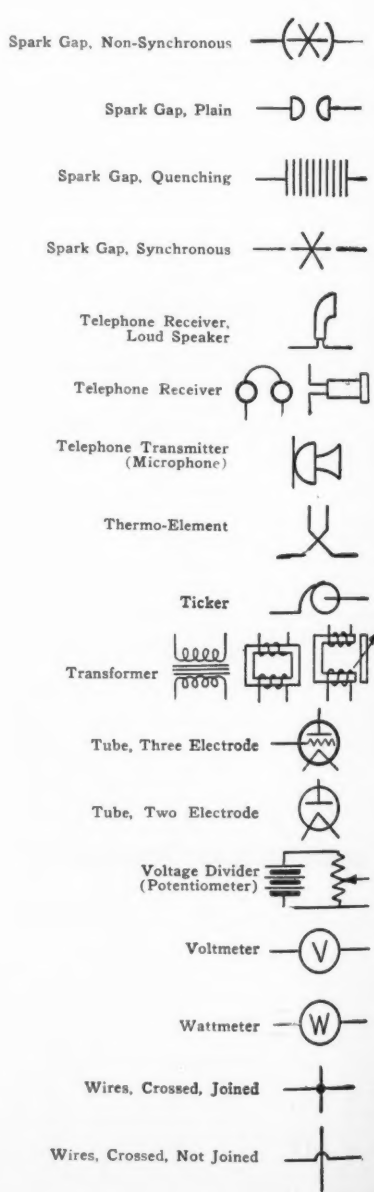 Spark Gap, Non-Synchronous
Spark Gap, Plain
Spark Gap, Quenching
Spark Gap, Synchronous
Telephone Receiver,
Loud Speaker
Telephone Receiver
Telephone Transmitter
(Microphone)
Thermo-Element
Ticker
Transformer
Tube, Three Electrode
Tube, Two Electrode
Voltage Divider
(Potentiometer)
Voltmeter V
Wattmeter W
Wires, Crossed, Joined
Wires, Crossed, Not Joined